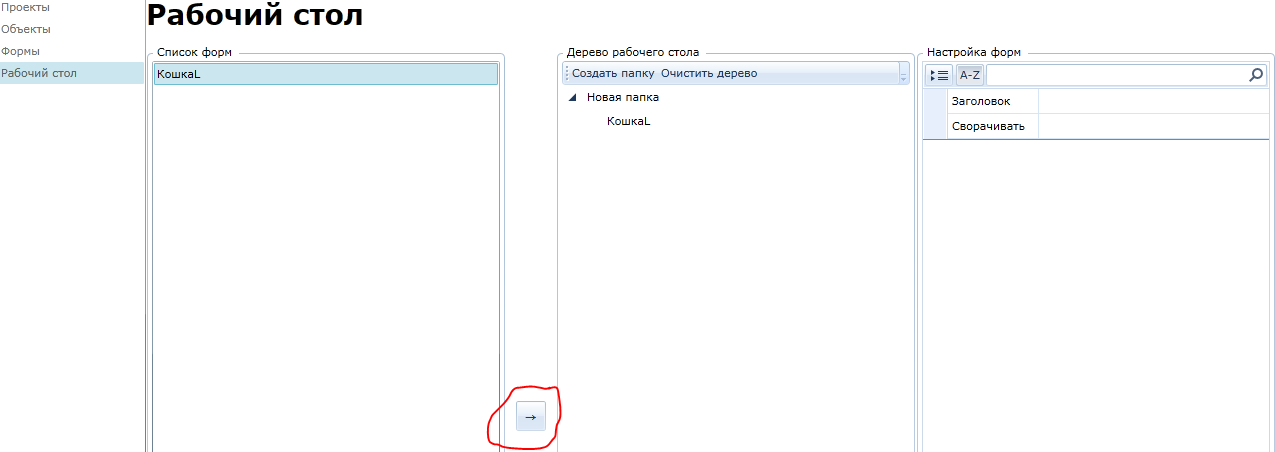 Проекты
Объекты
Формы
Рабочий стол
Рабочий стол
Список форм
КошкаL
→
Дерево рабочего стола
Создать папку Очистить дерево
Новая папка
КошкаL
Настройка форм
A-Z
Заголовок
Сворачивать